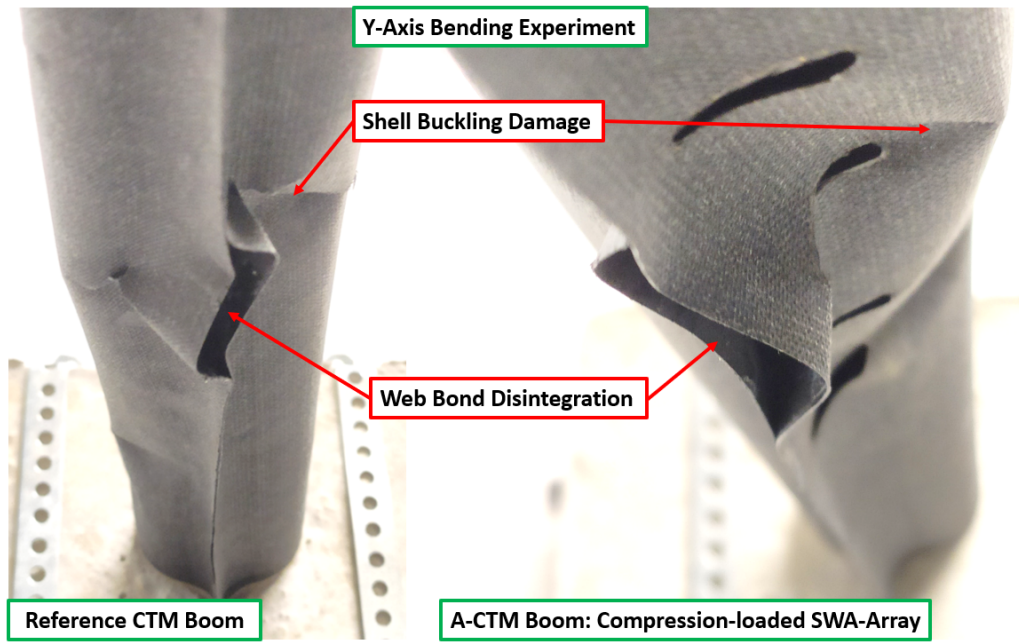 Y-Axis Bending Experiment
Shell Buckling Damage
Web Bond Disintegration
Reference CTM Boom
A-CTM Boom: Compression-loaded SWA-Array